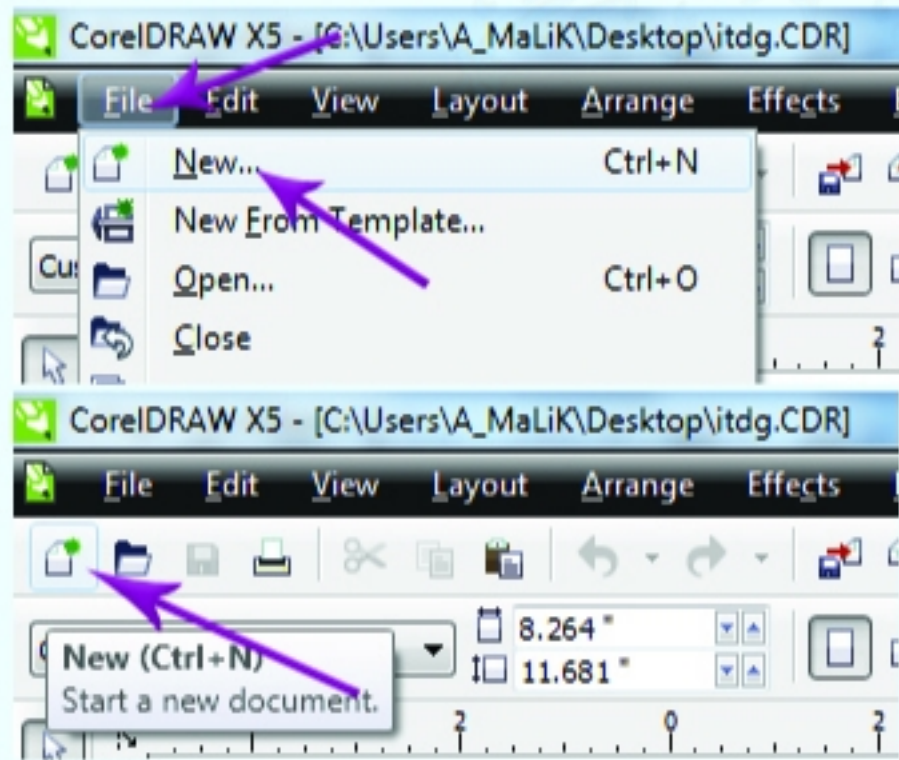 CorelDRAW X5 - [C:\Users\A_MaLiK\Desktop\itdg.CDR]
File Edit View Layout Arrange Effects
New... Ctrl+N
New From Template...
Open... Ctrl+O
Close
2
CorelDRAW X5 - [C:\Users\A_MaLiK\Desktop\itdg.CDR]
File Edit View Layout Arrange Effects
8.264 "
11.681 "
New (Ctrl+N)
Start a new document.
2 0 2